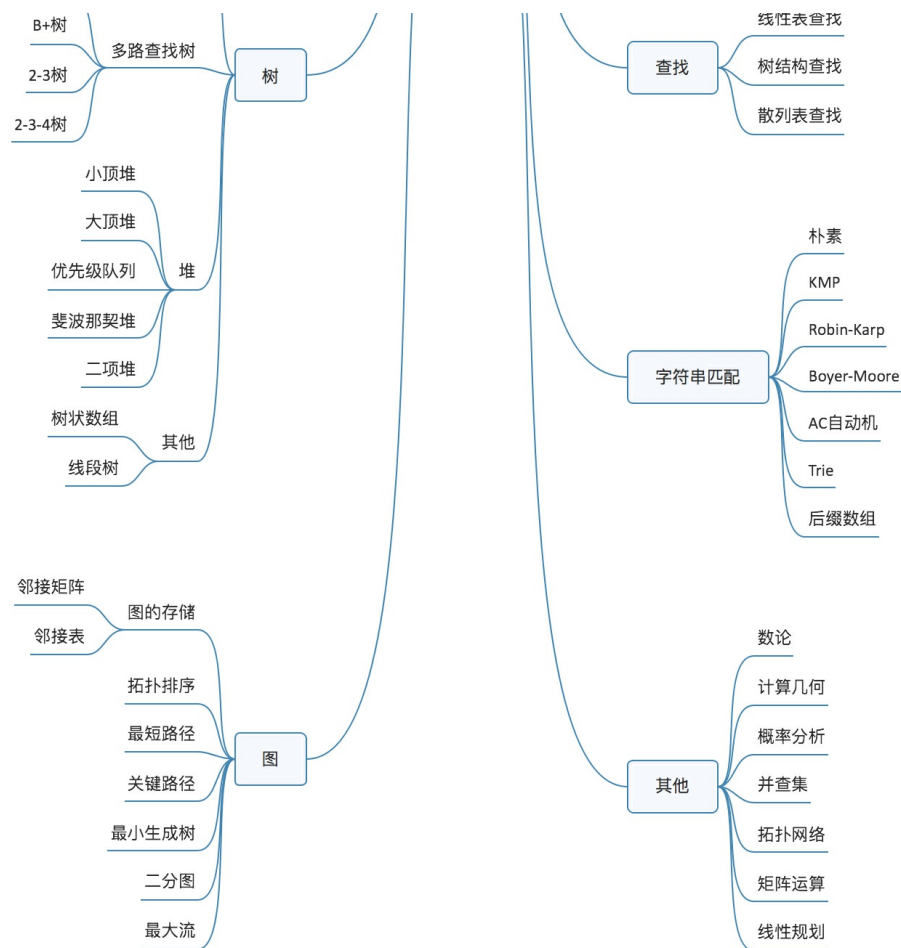 B+树
多路查找树
2-3树
2-3-4树
树
小顶堆
大顶堆
优先级队列
堆
斐波那契堆
二项堆
树状数组
其他
线段树
邻接矩阵
图的存储
邻接表
拓扑排序
最短路径
关键路径
图
最小生成树
二分图
最大流
线性表查找
查找
树结构查找
散列表查找
朴素
KMP
Robin-Karp
字符串匹配
Boyer-Moore
AC自动机
Trie
后缀数组
数论
计算几何
概率分析
其他
并查集
拓扑网络
矩阵运算
线性规划